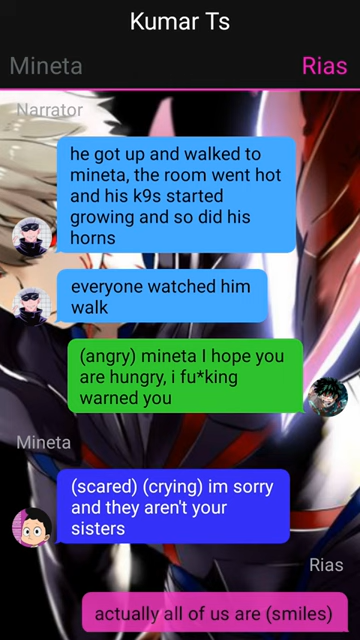 Kumar Ts
Mineta
Rias
Narrator
he got up and walked to
mineta, the room went hot
and his k9s started
growing and so did his
horns
everyone watched him
walk
(angry) mineta I hope you
are hungry, i fu*king
warned you
Mineta
(scared) (crying) im sorry
and they aren't your
sisters
Rias
actually all of us are (smiles)